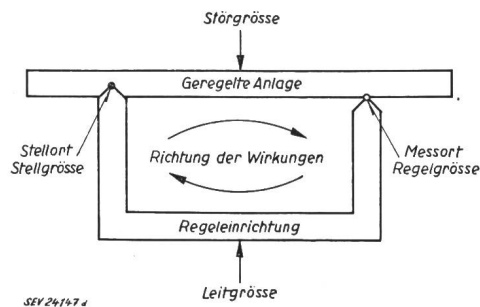 Störgrösse
Geregelte Anlage
Stellort
Stellgrösse
Richtung der Wirkungen
Messort
Regelgrösse
Regeleinrichtung
Leitgrösse
SEV 24147 d